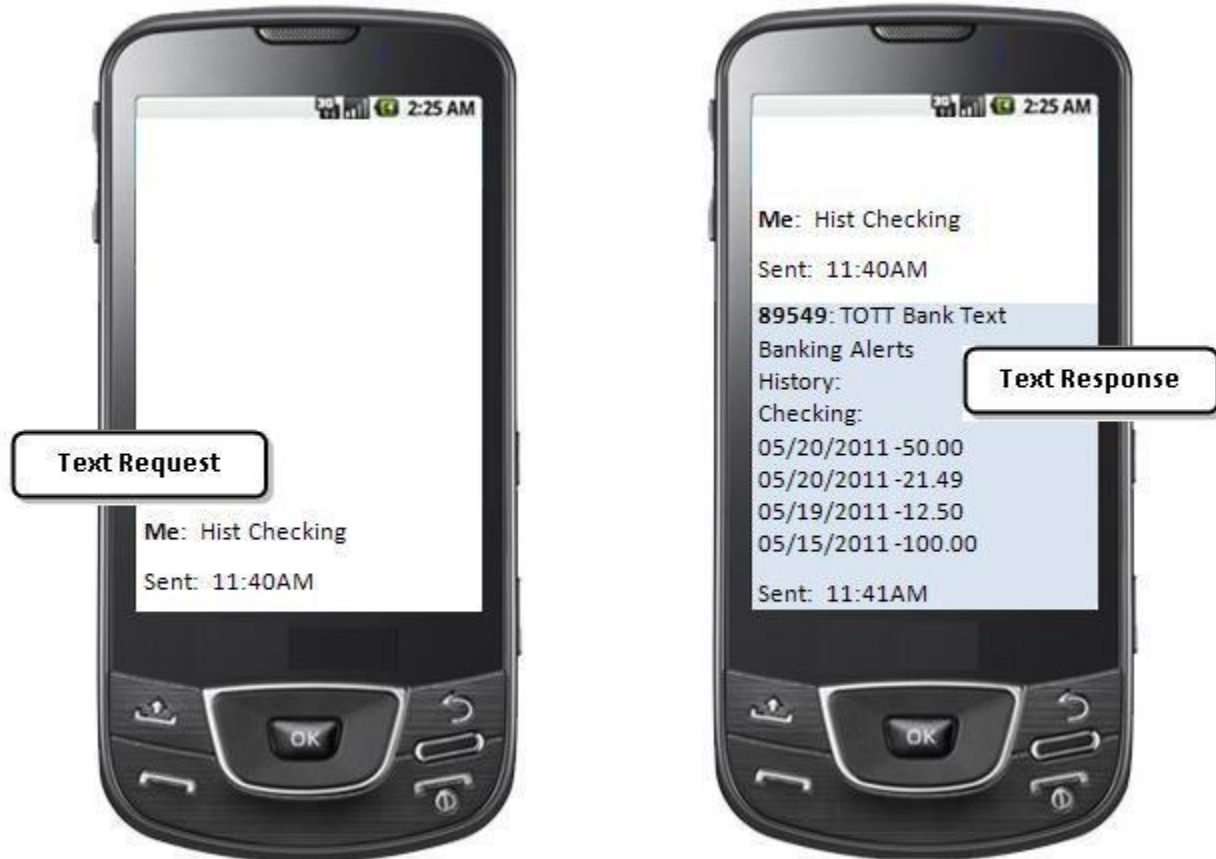 2:25 AM
Text Request
Me: Hist Checking
Sent: 11:40AM
OK
2:25 AM
Me: Hist Checking
Sent: 11:40AM
89549: TOTT Bank Text
Banking Alerts
History:
Checking:
05/20/2011 -50.00
05/20/2011 -21.49
05/19/2011 -12.50
05/15/2011 -100.00
Sent: 11:41AM
Text Response
OK